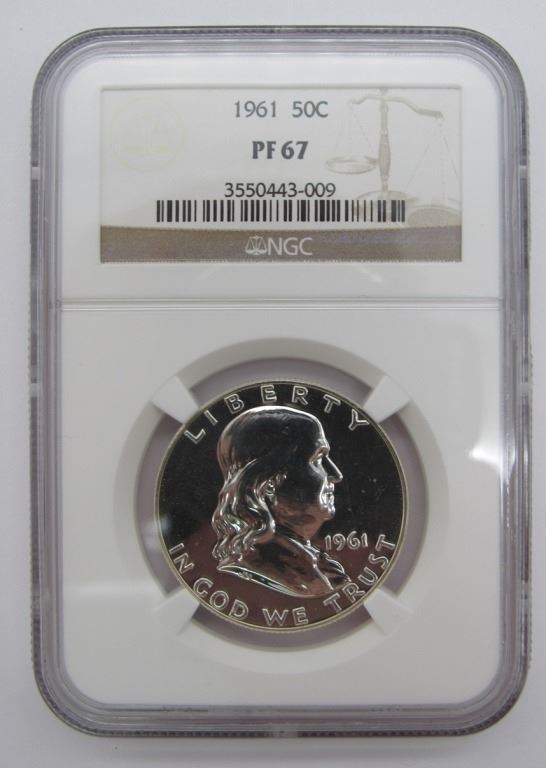 1961 50C
PF 67
3550443-009
NGC
LIBERTY
1961
IN GOD WE TRUST